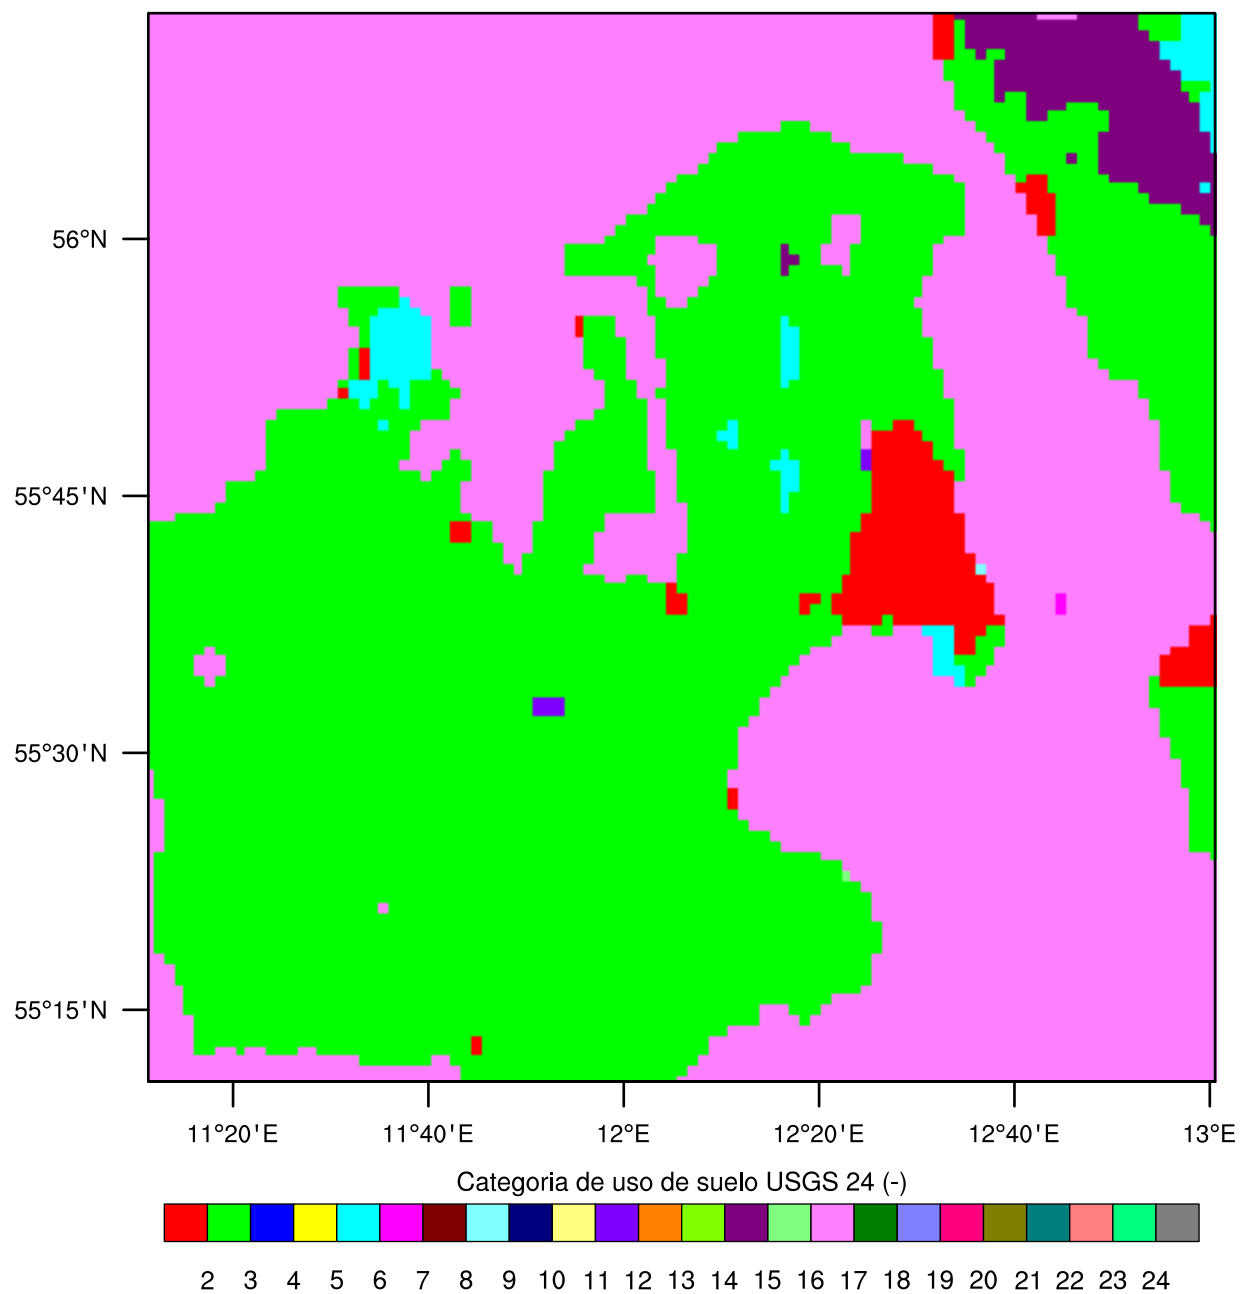 56°N
55°45'N
55°30'N
55°15'N
11°20'E 11°40'E 12°E 12°20'E 12°40'E 13°E
Categoria de uso de suelo USGS 24 (-)
2 3 4 5 6 7 8 9 10 11 12 13 14 15 16 17 18 19 20 21 22 23 24